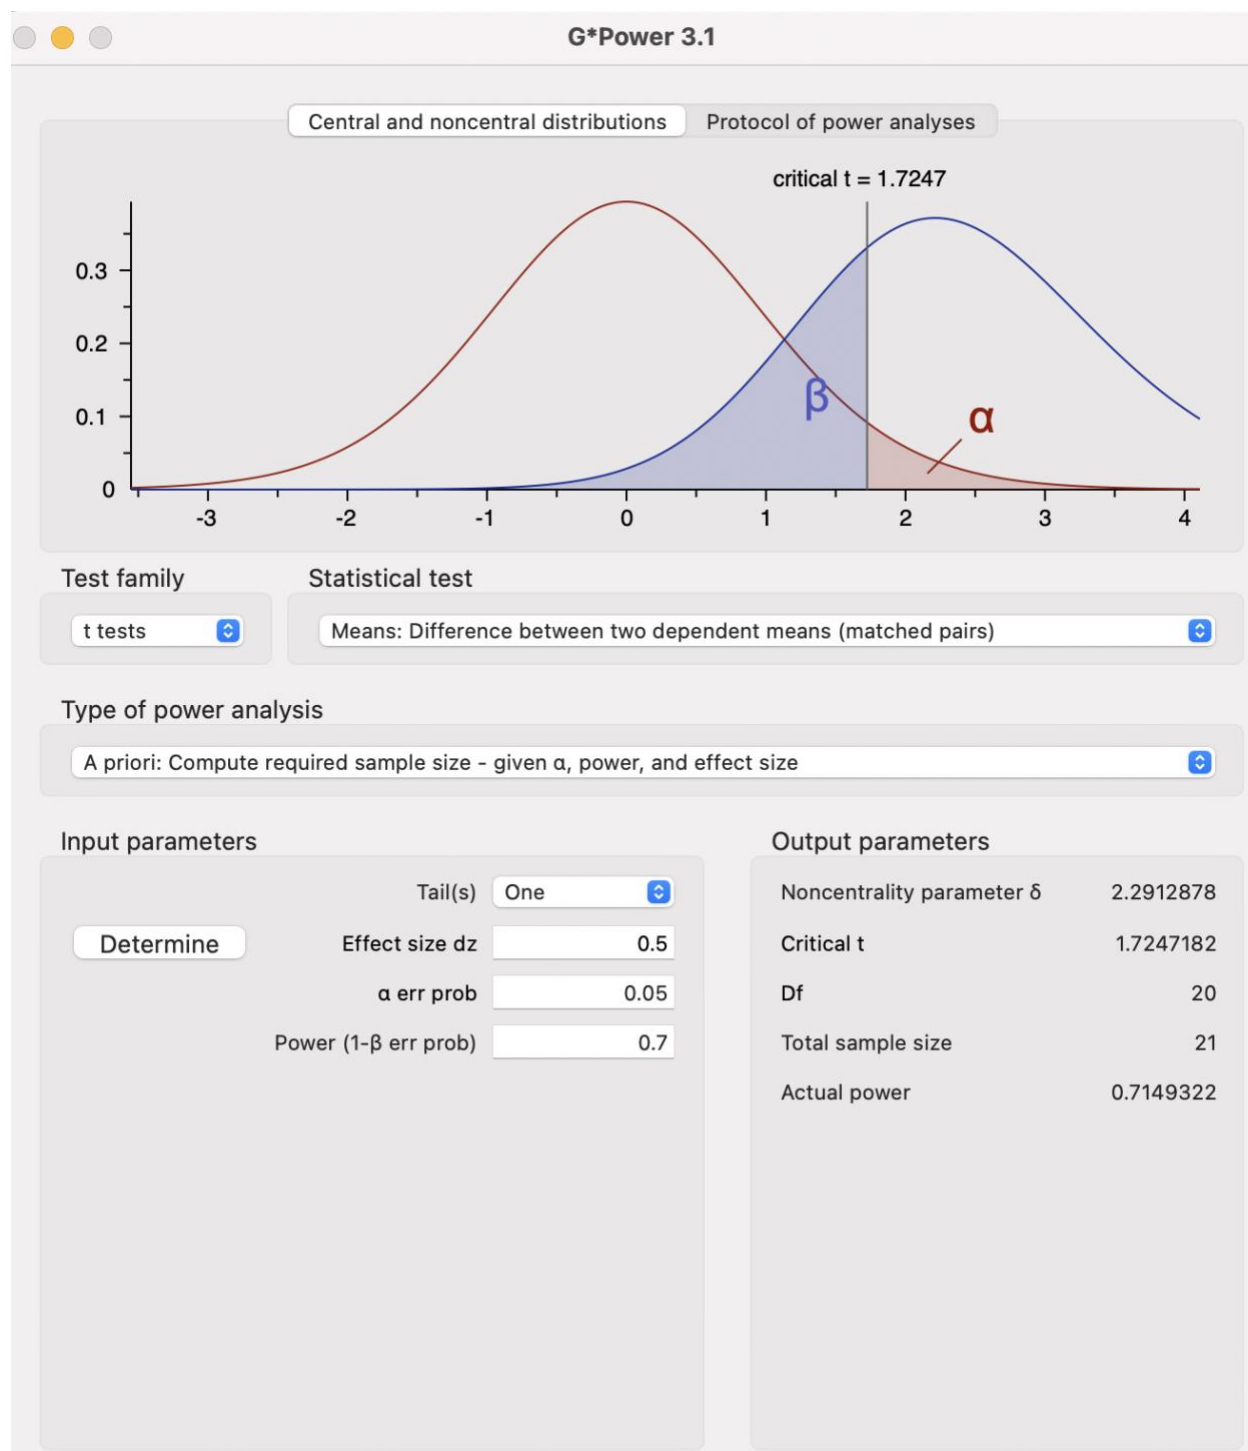 G*Power 3.1
Central and noncentral distributions Protocol of power analyses
critical t = 1.7247
0.3
0.2
0.1
0
β
α
-3 -2 -1 0 1 2 3 4
Test family Statistical test
t tests Means: Difference between two dependent means (matched pairs)
Type of power analysis
A priori: Compute required sample size - given α, power, and effect size
Input parameters Output parameters
Tail(s) One Noncentrality parameter δ 2.2912878
Determine Effect size dz 0.5 Critical t 1.7247182
α err prob 0.05 Df 20
Power (1-β err prob) 0.7 Total sample size 21
Actual power 0.7149322